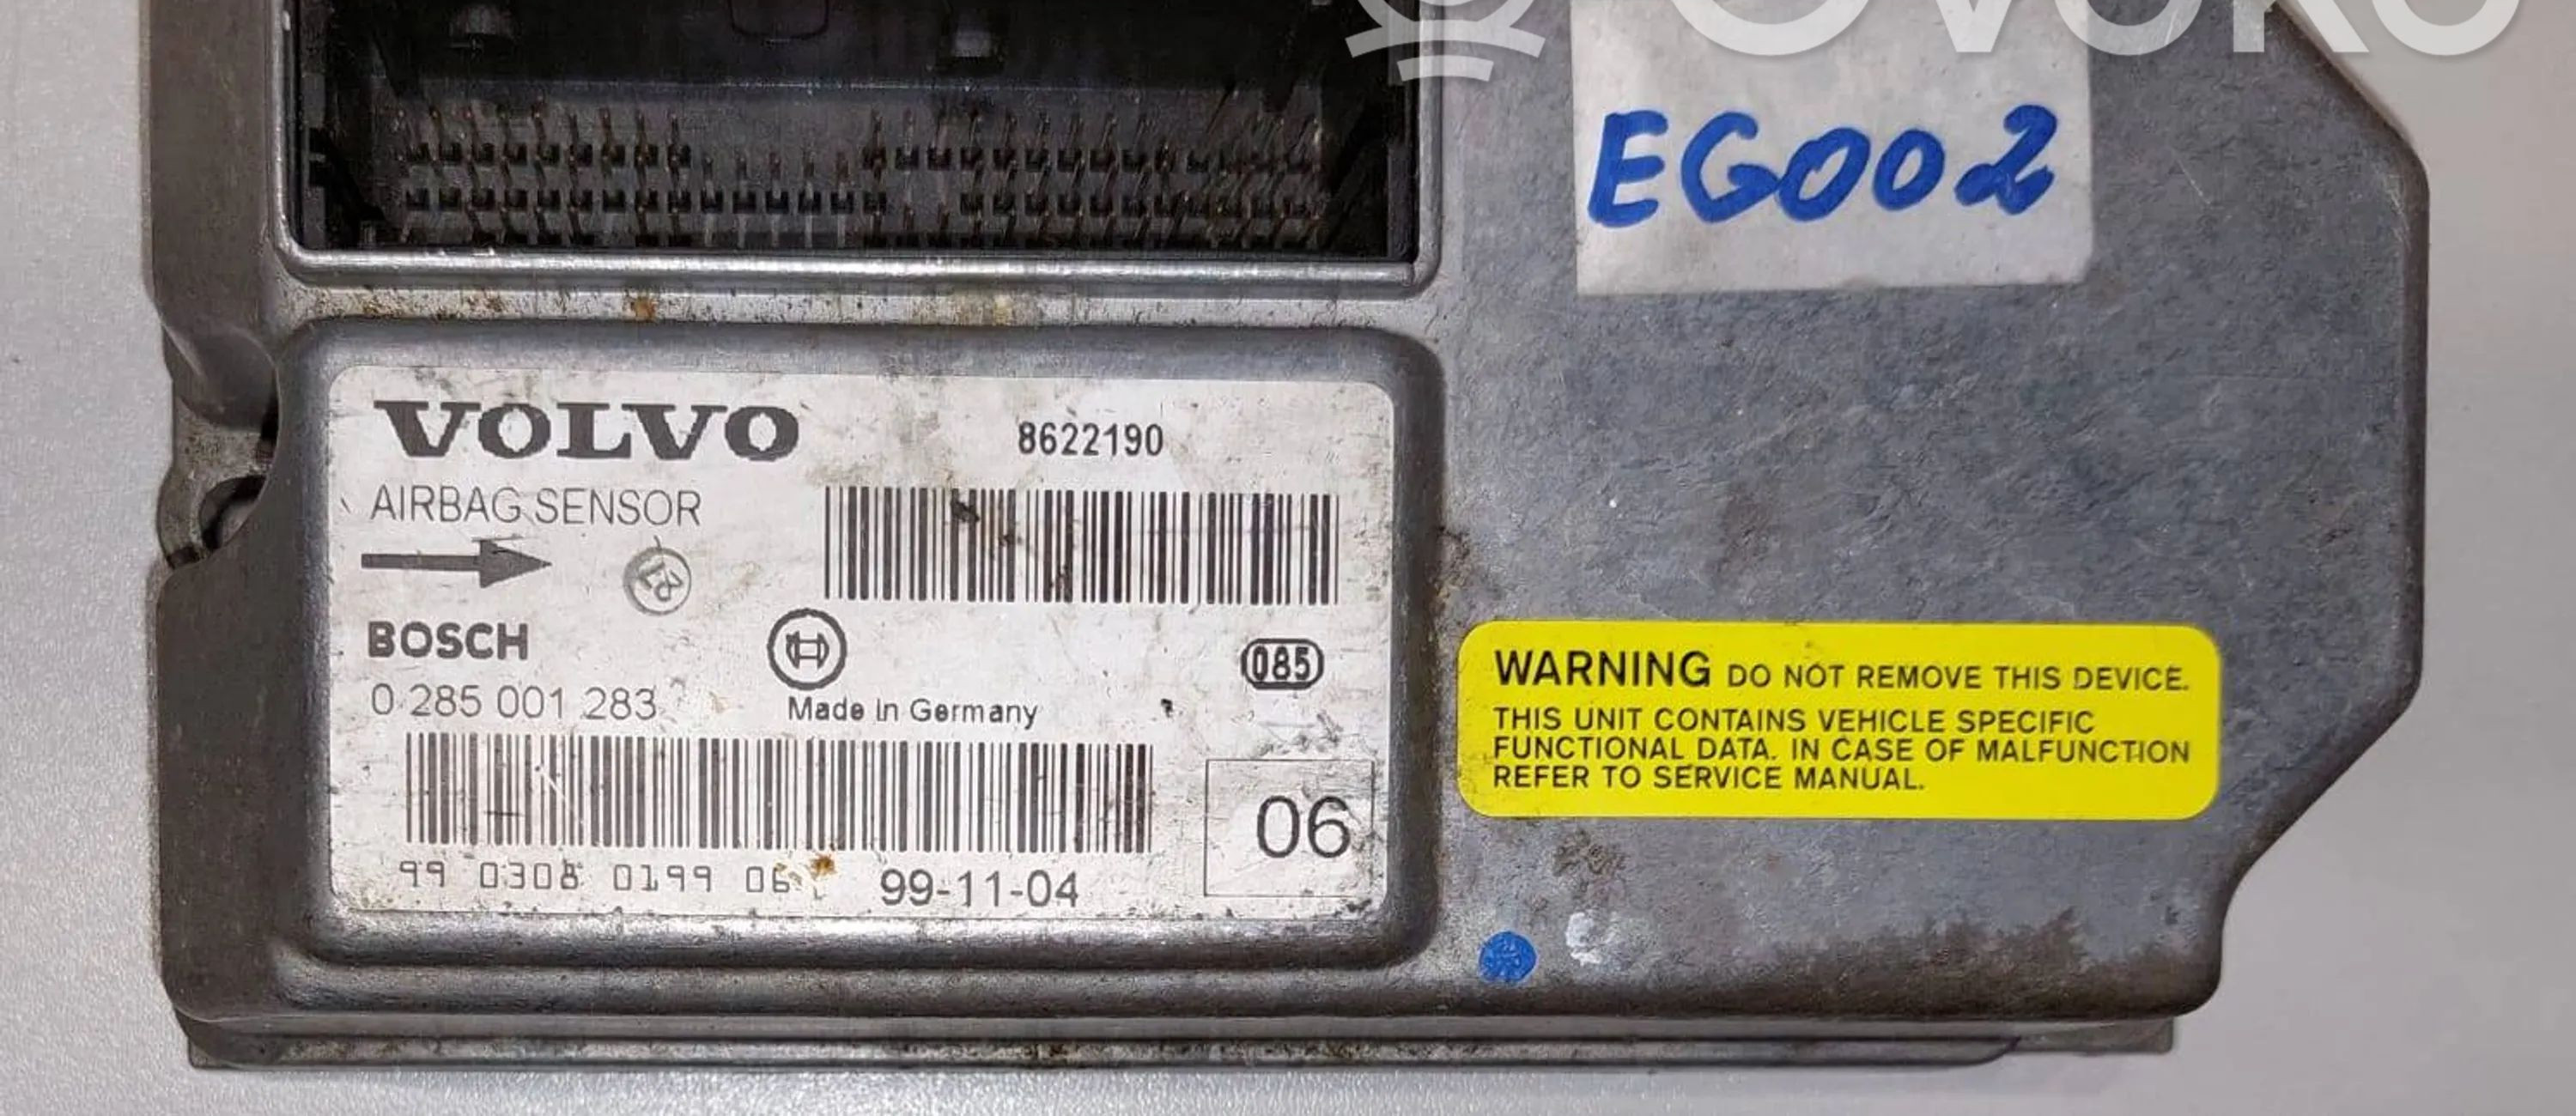 OVOKO
EG002
VOLVO
8622190
AIRBAG SENSOR
BOSCH
085
0 285 001 283
Made in Germany
WARNING DO NOT REMOVE THIS DEVICE.
THIS UNIT CONTAINS VEHICLE SPECIFIC
FUNCTIONAL DATA. IN CASE OF MALFUNCTION
REFER TO SERVICE MANUAL.
06
99 0308 0199 06
99-11-04